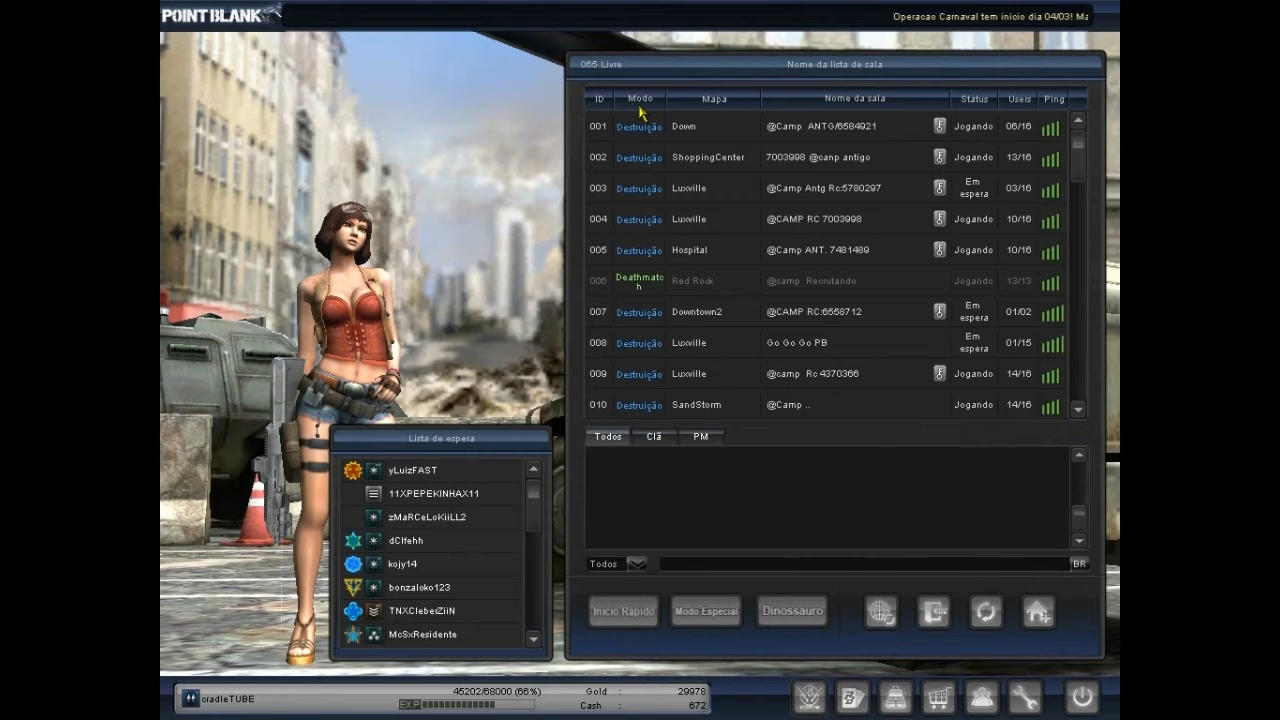 POINT BLANK
Operacao Carnaval tem inicio dia 04/03! Ma
065 Livre Nome da lista de sala
ID Modo Mapa Nome da sala Status Users Ping
001 Destruição Down @Camp ANTG/6584921 Jogando 06/16
002 Destruição ShoppingCenter 7003998 @canp antigo Jogando 13/16
003 Destruição Luxville @Camp Antg Rc:5780297 Em espera 03/16
004 Destruição Luxville @CAMP RC 7003998 Jogando 10/16
005 Destruição Hospital @Camp ANT. 7481489 Jogando 10/16
006 Deathmatch Red Rock @camp Recrutando Jogando 13/13
007 Destruição Downtown2 @CAMP RC:6558712 Em espera 01/02
008 Destruição Luxville Go Go Go PB Em espera 01/15
009 Destruição Luxville @camp Rc 4370366 Jogando 14/16
010 Destruição SandStorm @Camp .. Jogando 14/16
Todos Clã PM
Lista de espera
yLuizFAST
11XPEPEKINHAX11
zMaRCeLoKiiLL2
dClfehh
kojy14
bonzaloko123
TNXCleberZiiN
McSxResidente
Todos BR
Inicio Rápido Modo Especial Dinossauro
oradleTUBE
45202/68000 (66%) Gold : 29978
EXP Cash : 672